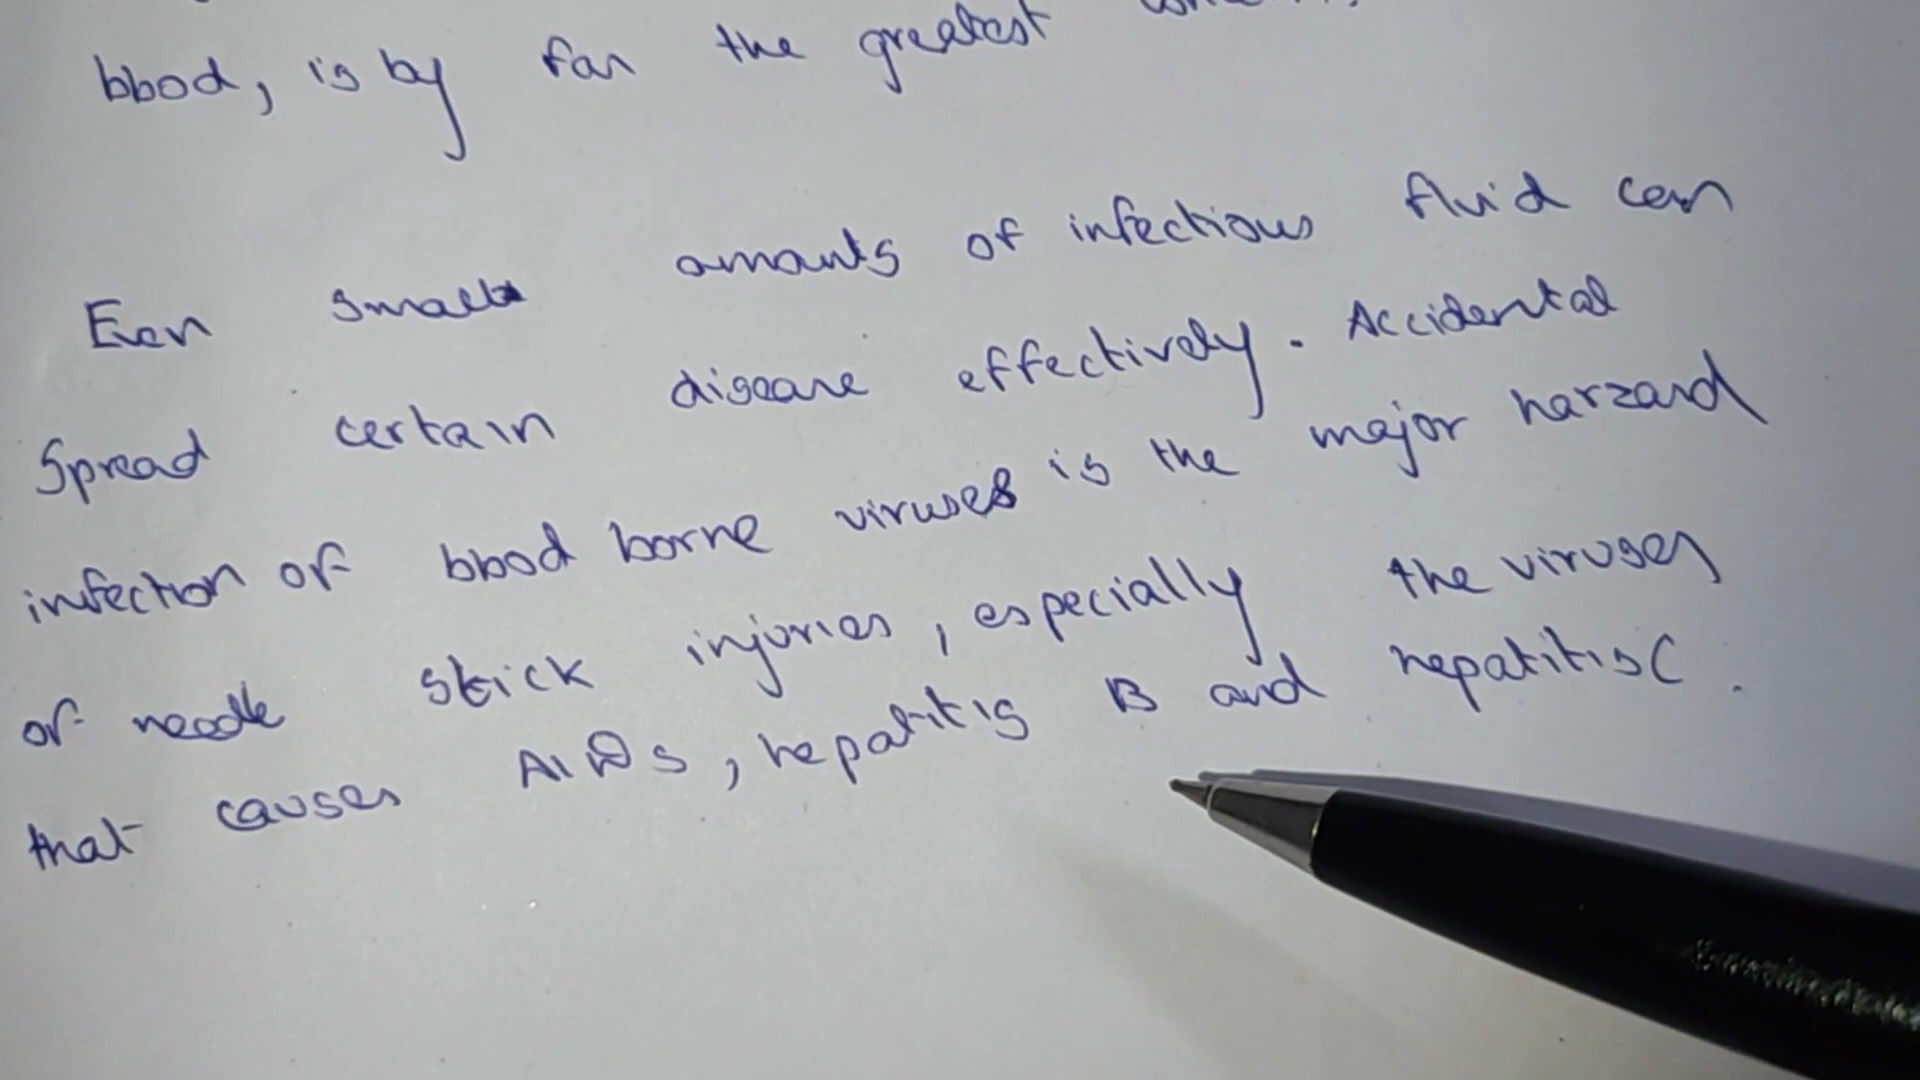 blood, is by far the greatest
Even small amounts of infectious fluid can
Spread certain disease effectively. Accidental
infection of blood borne viruses is the major harzard
of needle stick injuries, especially the viruses
that causes AIDS, hepatitis B and hepatitis C.